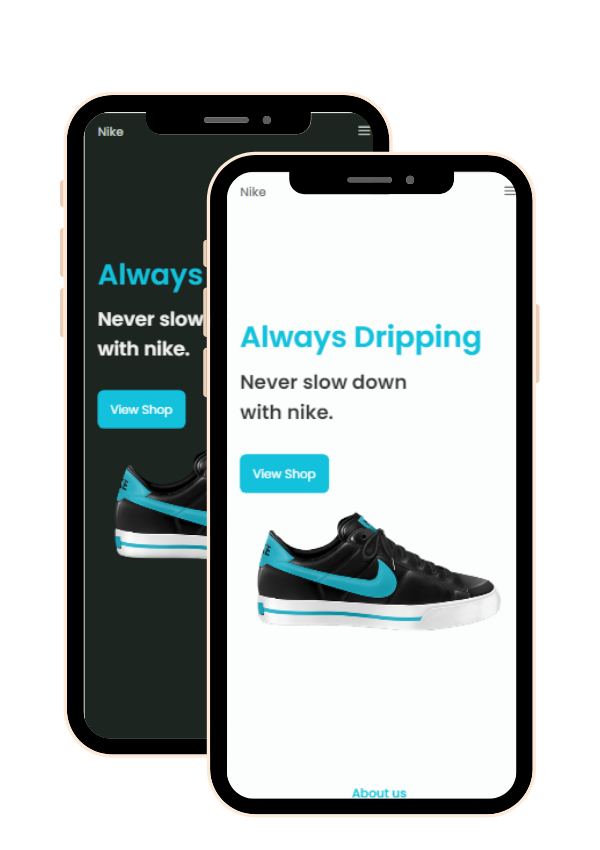 Nike
Always
Never slow
with nike.
View Shop
Nike
Always Dripping
Never slow down
with nike.
View Shop
About us